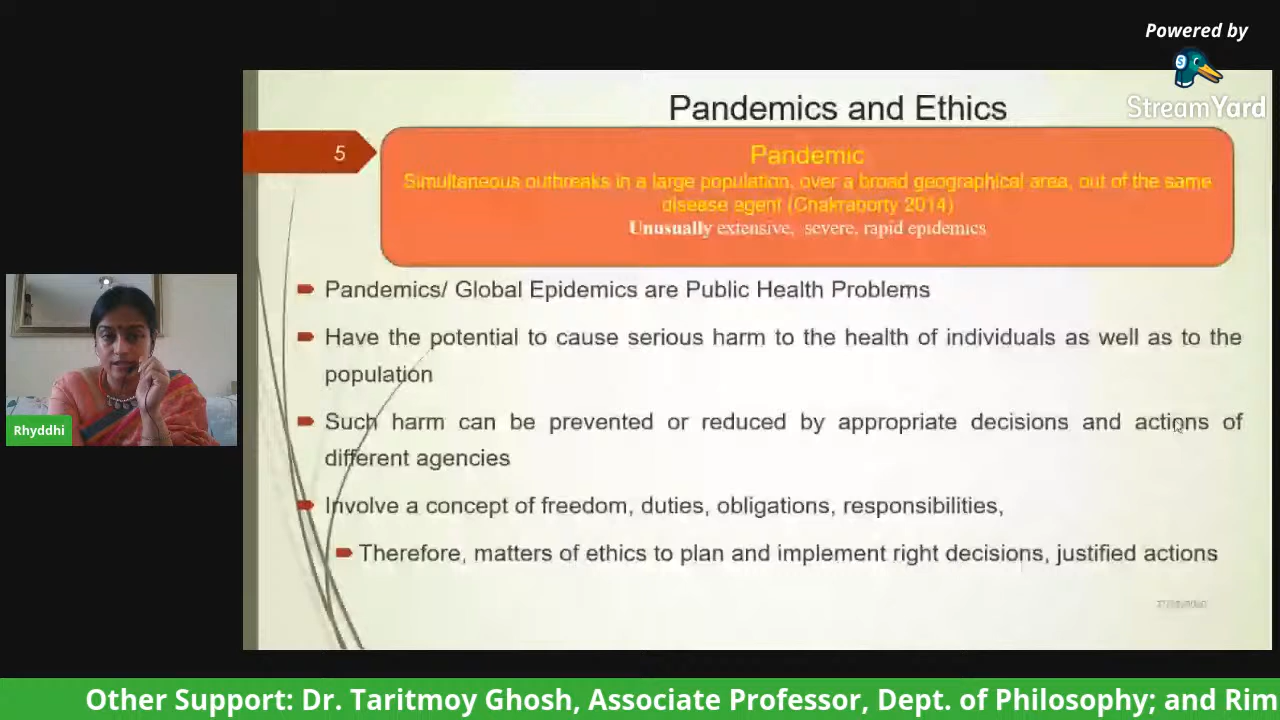 Powered by
StreamYard
Pandemics and Ethics
5
Pandemic
Simultaneous outbreaks in a large population, over a broad geographical area, out of the same
disease agent (Chakraborty 2014)
Unusually extensive, severe, rapid epidemics
Pandemics/ Global Epidemics are Public Health Problems
Have the potential to cause serious harm to the health of individuals as well as to the
population
Such harm can be prevented or reduced by appropriate decisions and actions of
different agencies
Involve a concept of freedom, duties, obligations, responsibilities,
Therefore, matters of ethics to plan and implement right decisions, justified actions
Rhyddhi
Other Support: Dr. Taritmoy Ghosh, Associate Professor, Dept. of Philosophy; and Rim